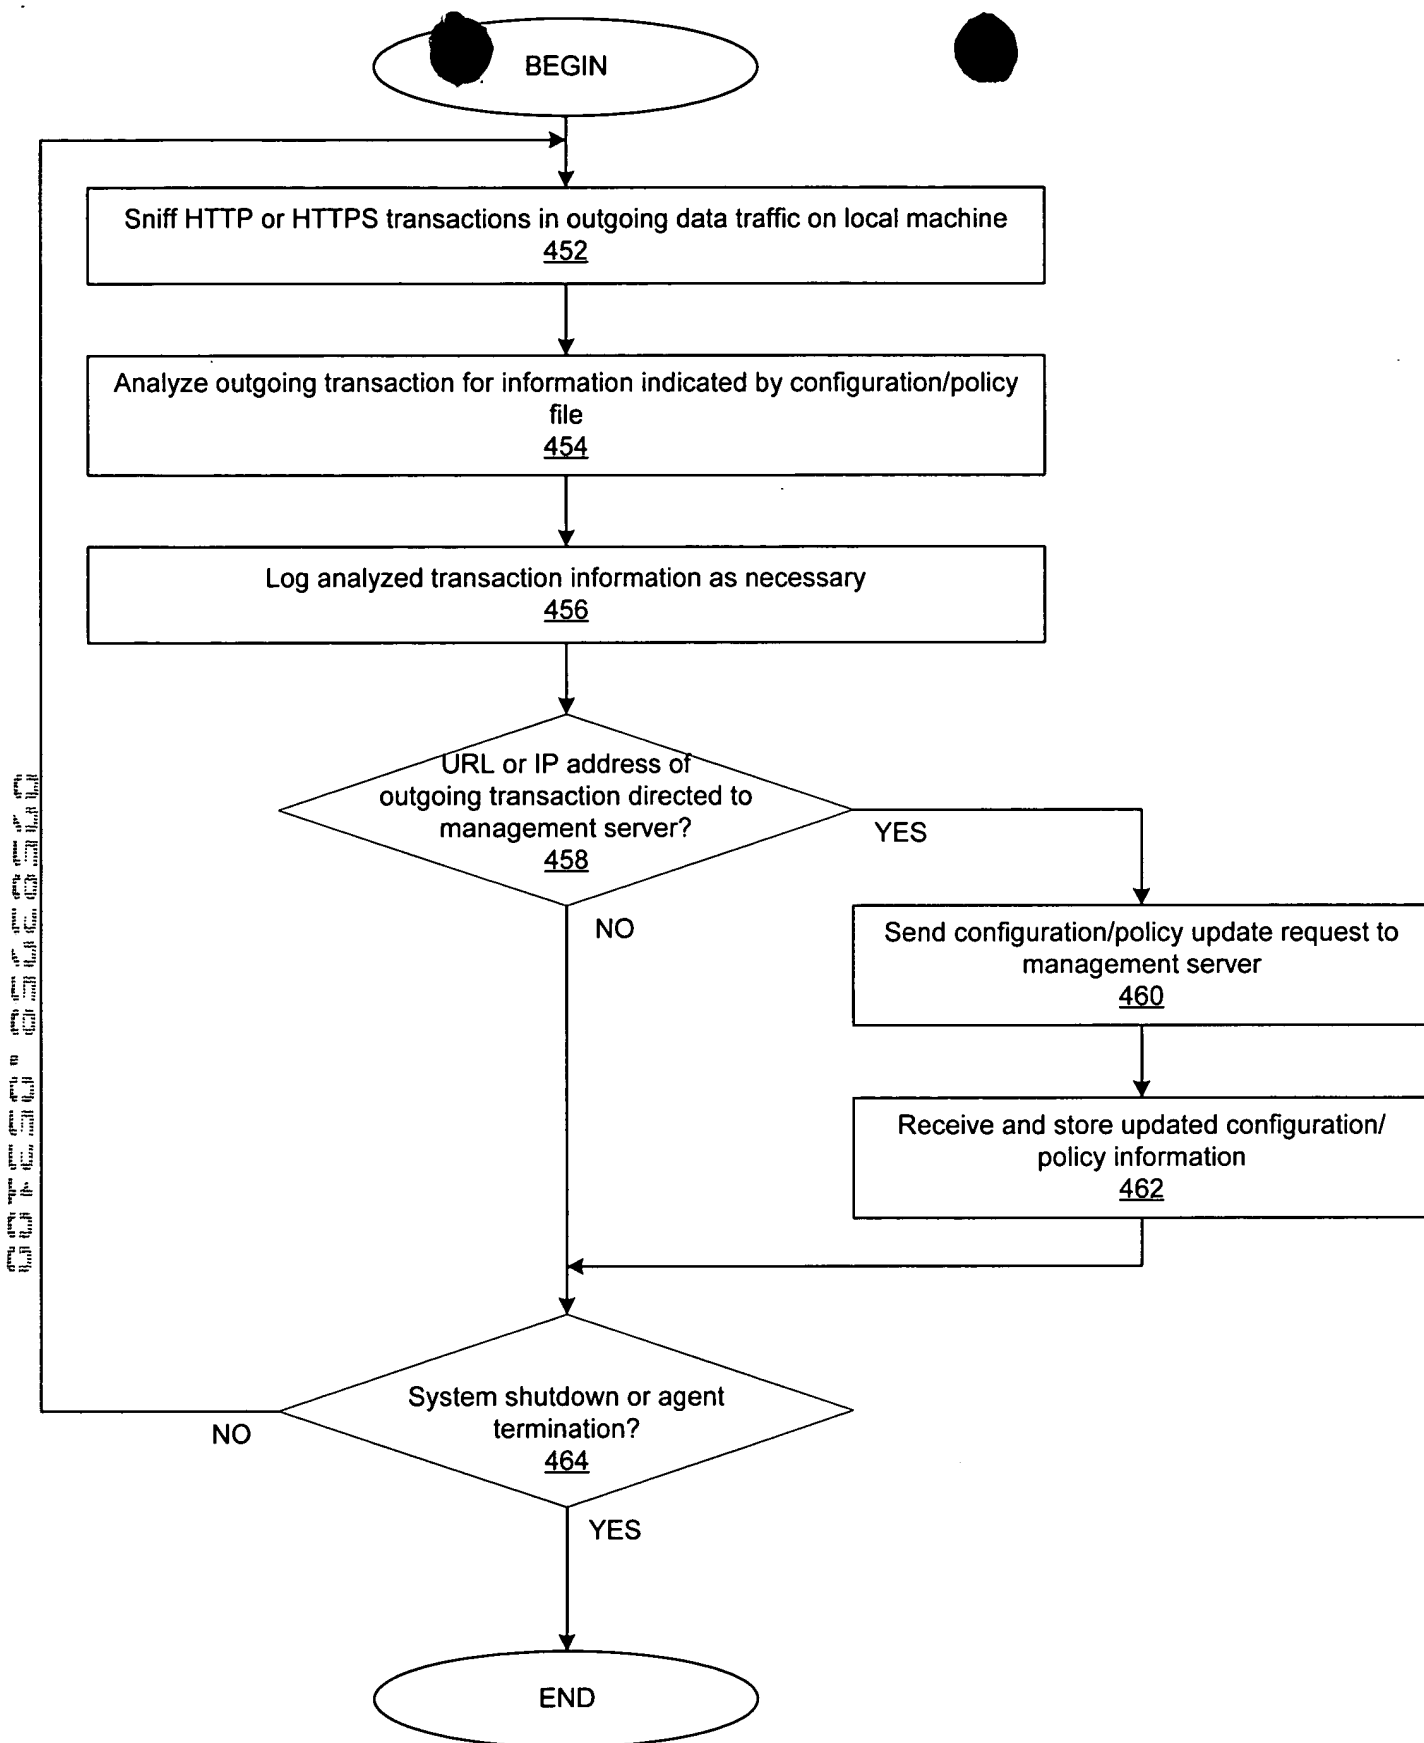 BEGIN
Sniff HTTP or HTTPS transactions in outgoing data traffic on local machine
452
Analyze outgoing transaction for information indicated by configuration/policy
file
454
Log analyzed transaction information as necessary
456
URL or IP address of
outgoing transaction directed to
management server?
458
YES
NO
Send configuration/policy update request to
management server
460
Receive and store updated configuration/
policy information
462
System shutdown or agent
termination?
464
NO
YES
END